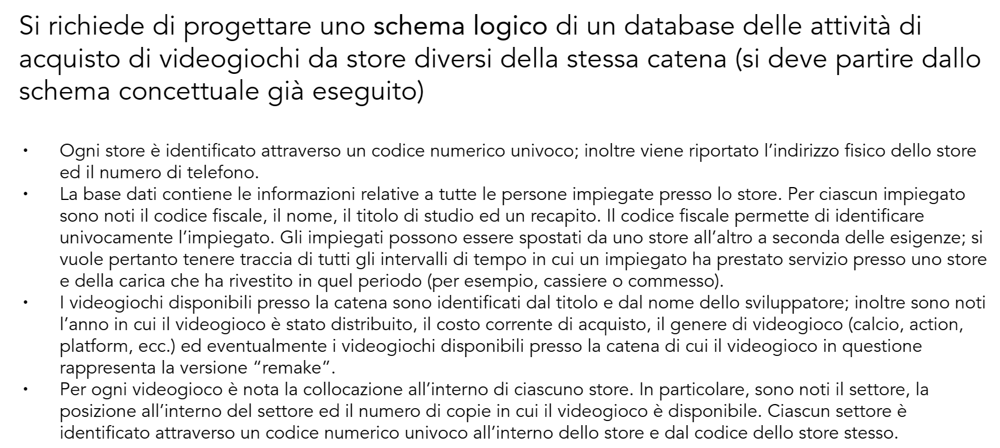 Si richiede di progettare uno schema logico di un database delle attività di
acquisto di videogiochi da store diversi della stessa catena (si deve partire dallo
schema concettuale già eseguito)
• Ogni store è identificato attraverso un codice numerico univoco; inoltre viene riportato l'indirizzo fisico dello store
ed il numero di telefono.
• La base dati contiene le informazioni relative a tutte le persone impiegate presso lo store. Per ciascun impiegato
sono noti il codice fiscale, il nome, il titolo di studio ed un recapito. Il codice fiscale permette di identificare
univocamente l'impiegato. Gli impiegati possono essere spostati da uno store all'altro a seconda delle esigenze; si
vuole pertanto tenere traccia di tutti gli intervalli di tempo in cui un impiegato ha prestato servizio presso uno store
e della carica che ha rivestito in quel periodo (per esempio, cassiere o commesso).
• I videogiochi disponibili presso la catena sono identificati dal titolo e dal nome dello sviluppatore; inoltre sono noti
l'anno in cui il videogioco è stato distribuito, il costo corrente di acquisto, il genere di videogioco (calcio, action,
platform, ecc.) ed eventualmente i videogiochi disponibili presso la catena di cui il videogioco in questione
rappresenta la versione "remake".
• Per ogni videogioco è nota la collocazione all'interno di ciascuno store. In particolare, sono noti il settore, la
posizione all'interno del settore ed il numero di copie in cui il videogioco è disponibile. Ciascun settore è
identificato attraverso un codice numerico univoco all'interno dello store e dal codice dello store stesso.